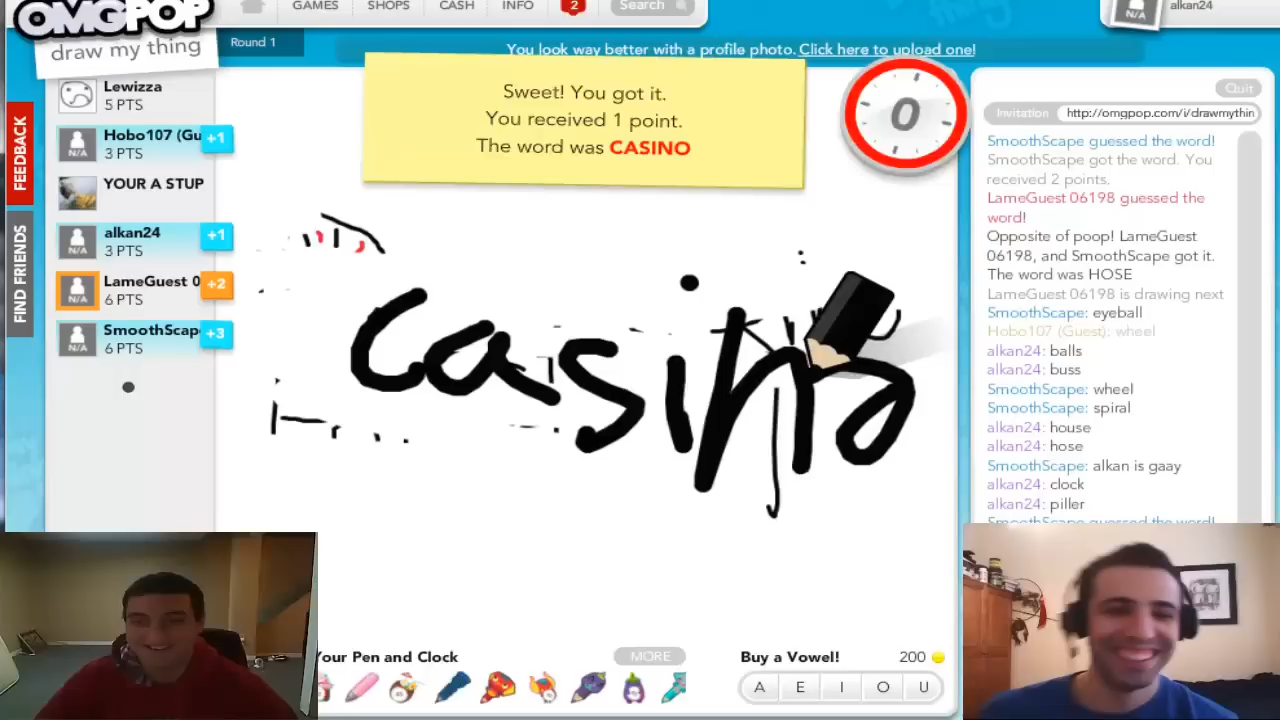 OMGPOP
draw my thing
GAMES SHOPS CASH INFO 2 Search
N/A alkan24
Round 1
You look way better with a profile photo. Click here to upload one!
Sweet! You got it.
You received 1 point.
The word was CASINO
0
FEEDBACK
FIND FRIENDS
Lewizza
5 PTS
N/A Hobo107 (Gu +1
3 PTS
YOUR A STUP
N/A alkan24 +1
3 PTS
N/A LameGuest 0 +2
6 PTS
N/A SmoothScap +3
6 PTS
casino
Quit
Invitation http://omgpop.com/i/drawmythin
SmoothScape guessed the word!
SmoothScape got the word. You
received 2 points.
LameGuest 06198 guessed the
word!
Opposite of poop! LameGuest
06198, and SmoothScape got it.
The word was HOSE
LameGuest 06198 is drawing next
SmoothScape: eyeball
Hobo107 (Guest): wheel
alkan24: balls
alkan24: buss
SmoothScape: wheel
SmoothScape: spiral
alkan24: house
alkan24: hose
SmoothScape: alkan is gaay
alkan24: clock
alkan24: piller
SmoothScape guessed the word!
Your Pen and Clock MORE
Buy a Vowel! 200
A E I O U